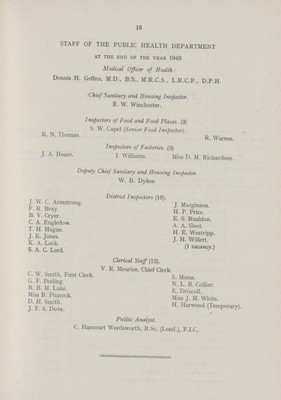 15
STAFF OF THE PUBLIC HEALTH DEPARTMENT
AT THE END OF THE YEAR 1949.
Medical Officer of Health:
Dennis H. Geffen, M.D., B.S., M.R.C.S., L.R.C.P., D.P.H.
Chief Sanitary and Housing Inspector.
E. W. Winchester.
Inspectors of Food and Food Places. (3)
S. W. Capel (Senior Food Inspector).
R. N. Thomas. R. Warren.
Inspectors of Factories. (3)
J. A. Hoare. I. Williams. Miss D. M. Richardson.
Deputy Chief Sanitary and Housing Inspector.
W. B. Dykes.
District Inspectors (15).
J. W. C. Armstrong. J. Marginson.
F. R. Bray. H. P. Price.
B. V. Cryer. E. S. Rushton.
C. A. Engledow. A. A. Sleet.
T. H. Hague. H. E. Westripp.
J. E. Jones. J. H. Willett.
K. A. Lock. (1 vacancy.)
S. A. C. Lord.
Clerical Staff (12).
V. R. Mourice, Chief Clerk.
C. W. Smith, First Clerk. S. Morse.
G. F. Peeling. N. L. B. Collier.
R. B. M. Lake. E. Driscoll.
Miss B. Pinnock. Miss J. M. White.
D. H. Smith. H. Harwood (Temporary).
J. F. S. Dove.
Public Analyst.
C. Harcourt Wordsworth, B.Sc. (Lond.), F.I.C.